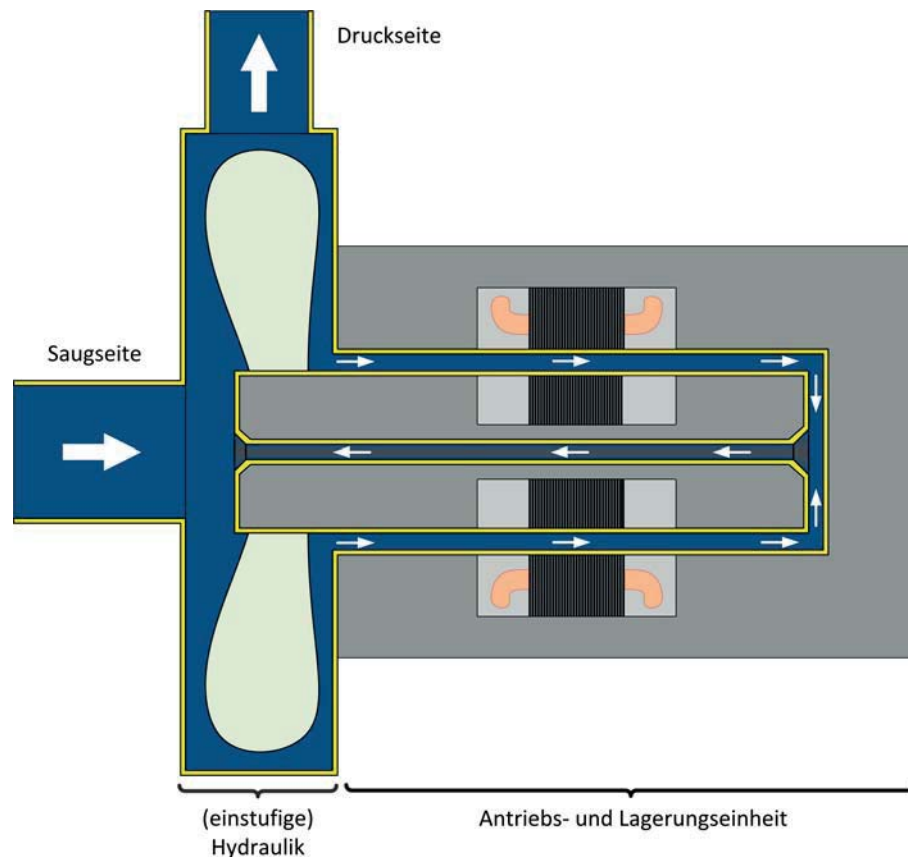 Druckseite
Saugseite
(einstufige)
Hydraulik
Antriebs- und Lagerungseinheit